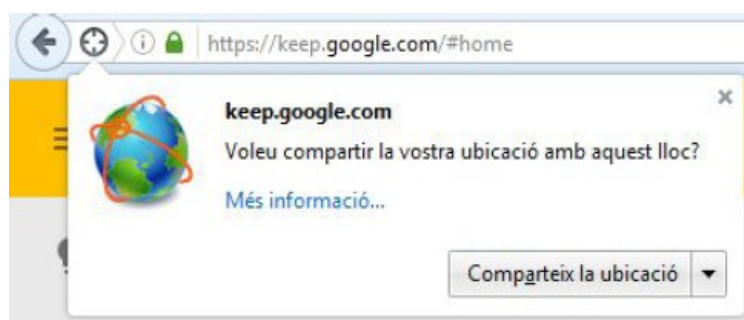 https://keep.google.com/#home
keep.google.com
Voleu compartir la vostra ubicació amb aquest lloc?
Més informació...
Comparteix la ubicació